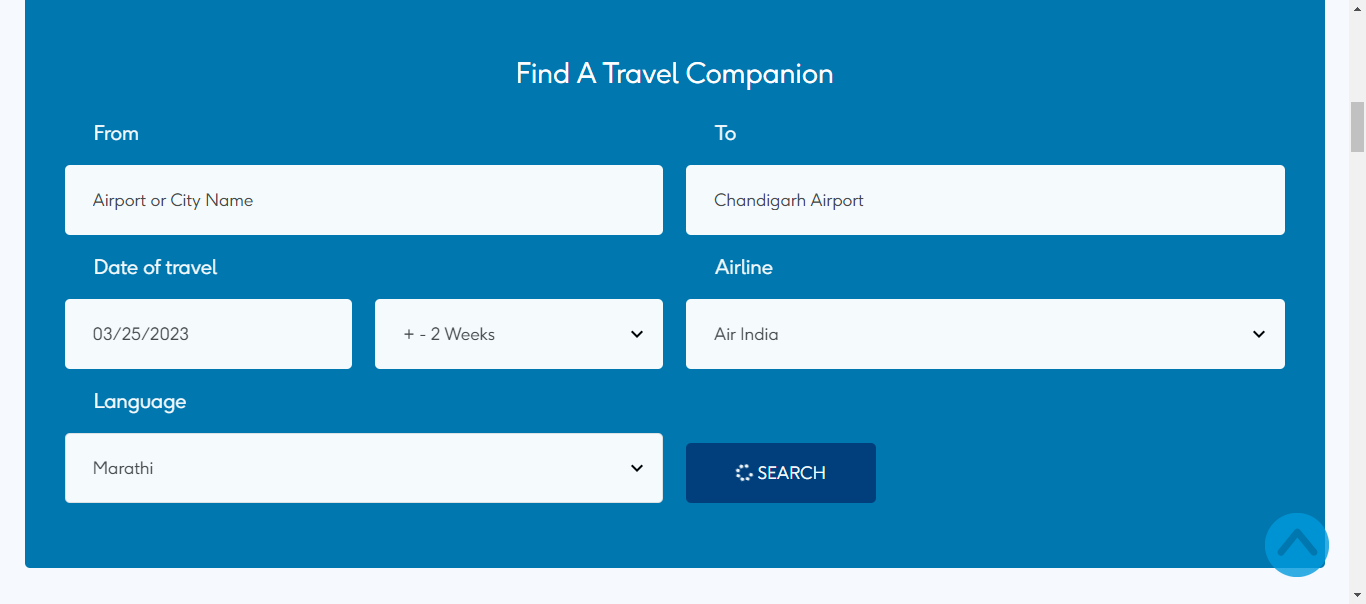 Find A Travel Companion
From
To
Airport or City Name
Chandigarh Airport
Date of travel
Airline
03/25/2023
+ - 2 Weeks
Air India
Language
Marathi
SEARCH